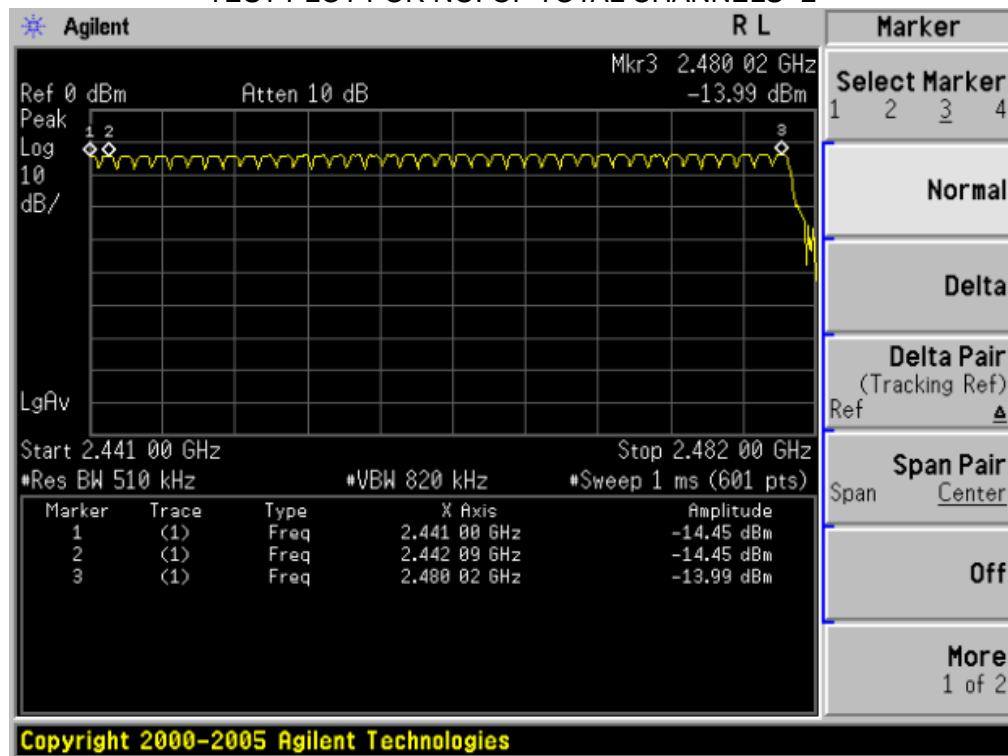 Agilent R L Marker
Mkr3 2.480 02 GHz
Ref 0 dBm Atten 10 dB -13.99 dBm
Peak
Log
10
dB/
1 2 3
LgAv
Start 2.441 00 GHz Stop 2.482 00 GHz
#Res BW 510 kHz #VBW 820 kHz #Sweep 1 ms (601 pts)
Marker Trace Type X Axis Amplitude
1 (1) Freq 2.441 00 GHz -14.45 dBm
2 (1) Freq 2.442 09 GHz -14.45 dBm
3 (1) Freq 2.480 02 GHz -13.99 dBm
Select Marker
1 2 3 4
Normal
Delta
Delta Pair
(Tracking Ref)
Ref Δ
Span Pair
Span Center
Off
More
1 of 2
Copyright 2000-2005 Agilent Technologies